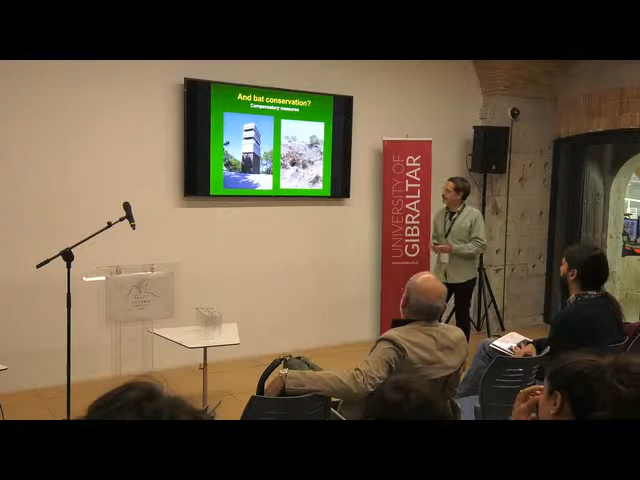 And bat conservation?
Compensatory measures
UNIVERSITY OF
GIBRALTAR